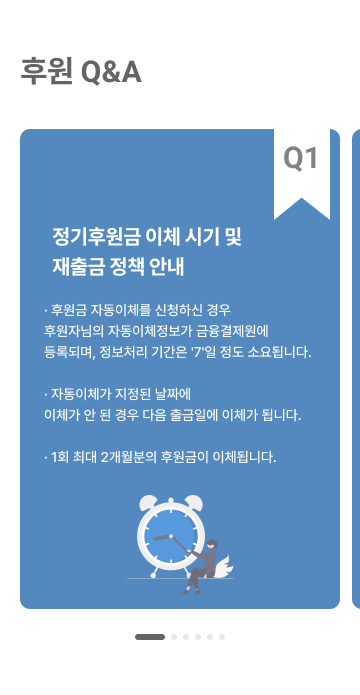 후원 Q&A
Q1
정기후원금 이체 시기 및
재출금 정책 안내
· 후원금 자동이체를 신청하신 경우
후원자님의 자동이체정보가 금융결제원에
등록되며, 정보처리 기간은 '7'일 정도 소요됩니다.
· 자동이체가 지정된 날짜에
이체가 안 된 경우 다음 출금일에 이체가 됩니다.
· 1회 최대 2개월분의 후원금이 이체됩니다.